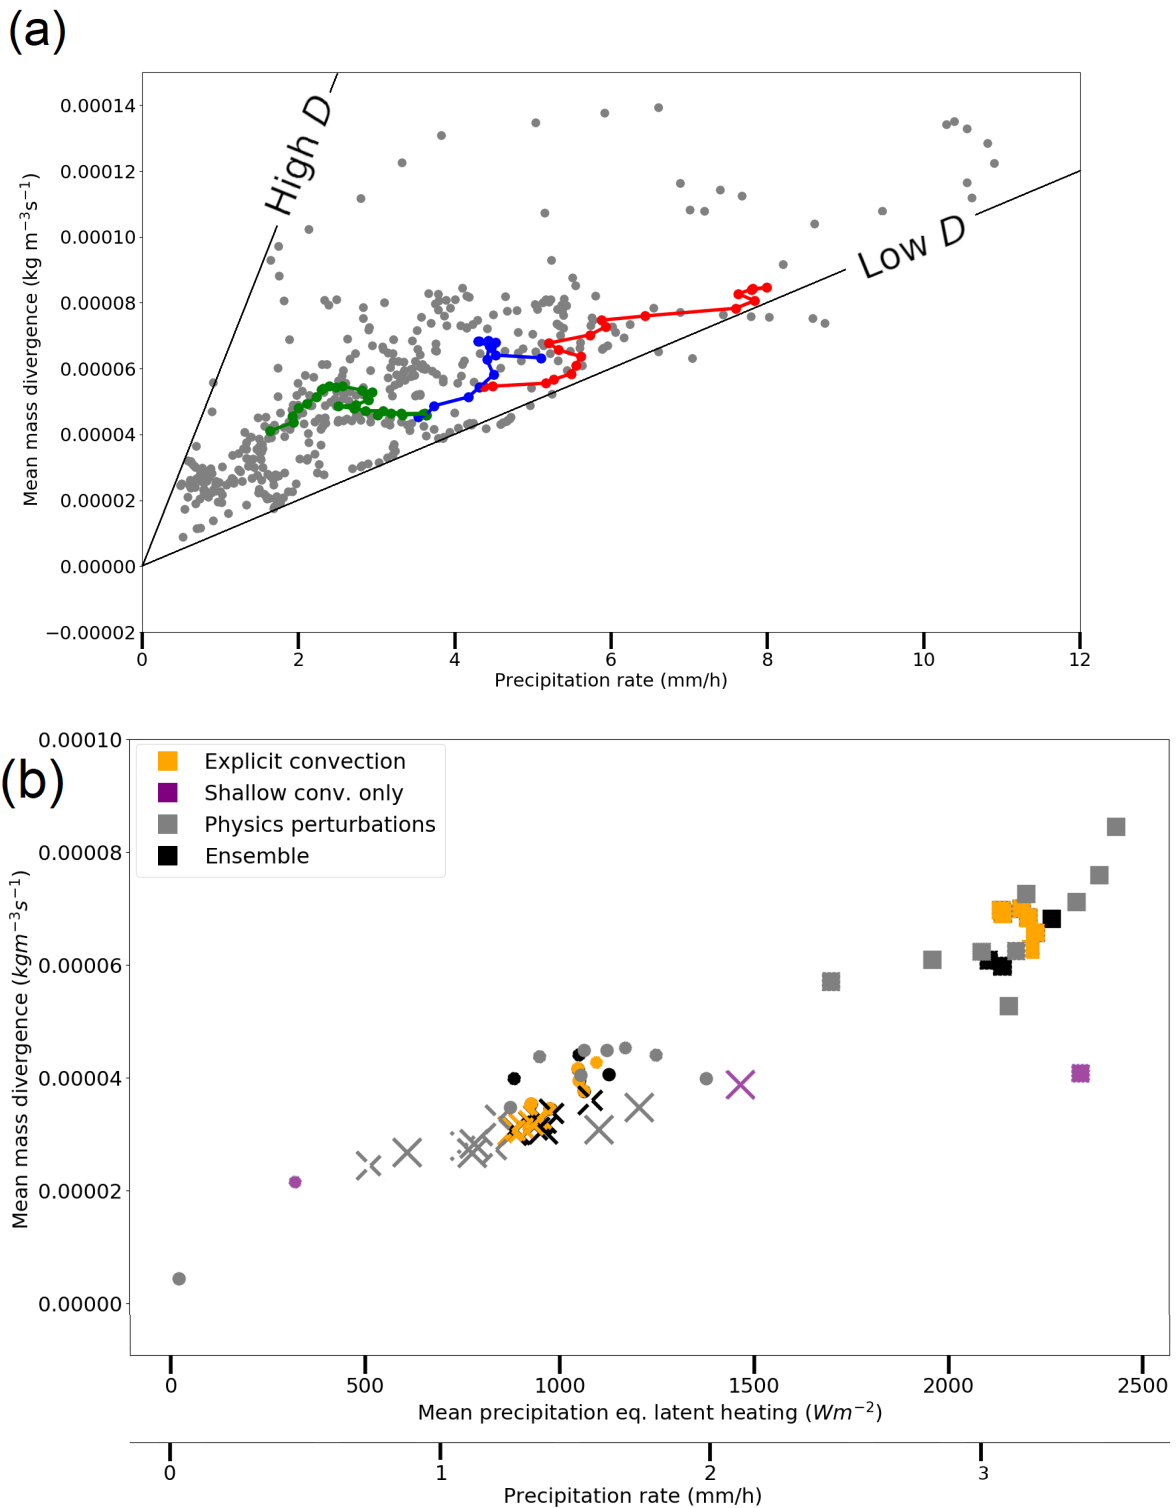 (a)
High D
Low D
0.00014
0.00012
0.00010
0.00008
0.00006
0.00004
0.00002
0.00000
−0.00002
Mean mass divergence (kg m⁻³s⁻¹)
0 2 4 6 8 10 12
Precipitation rate (mm/h)
(b)
Explicit convection
Shallow conv. only
Physics perturbations
Ensemble
0.00010
0.00008
0.00006
0.00004
0.00002
0.00000
Mean mass divergence (kgm⁻³s⁻¹)
0 500 1000 1500 2000 2500
Mean precipitation eq. latent heating (Wm⁻²)
0 1 2 3
Precipitation rate (mm/h)